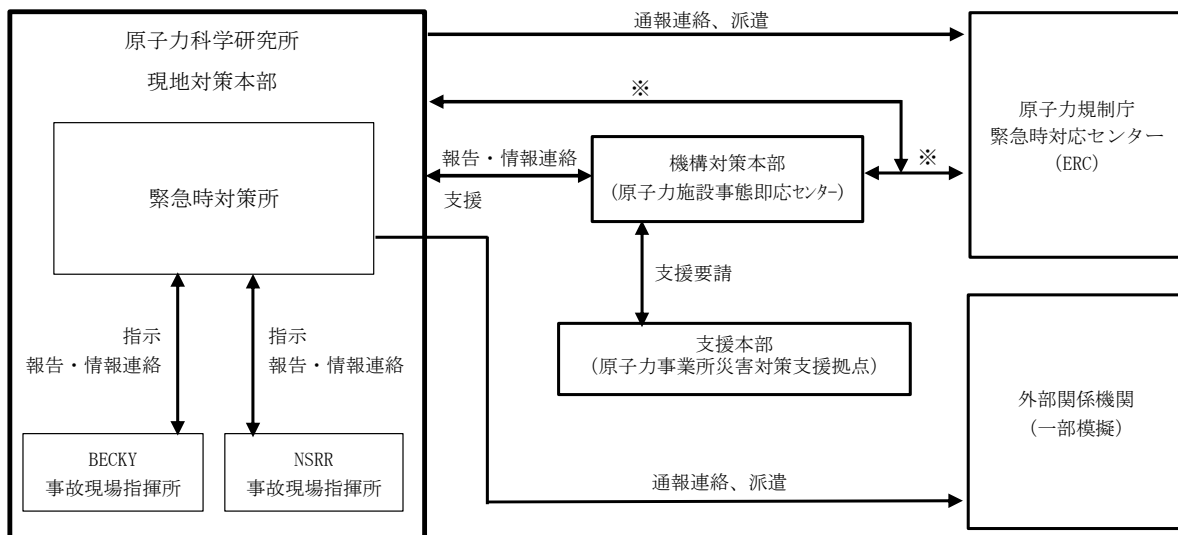 原子力科学研究所
現地対策本部
緊急時対策所
指示
報告・情報連絡
指示
報告・情報連絡
BECKY
事故現場指揮所
NSRR
事故現場指揮所
通報連絡、派遣
※
報告・情報連絡
支援
機構対策本部
(原子力施設事態即応ｾﾝﾀｰ)
※
支援要請
支援本部
(原子力事業所災害対策支援拠点)
通報連絡、派遣
原子力規制庁
緊急時対応センター
(ERC)
外部関係機関
(一部模擬)